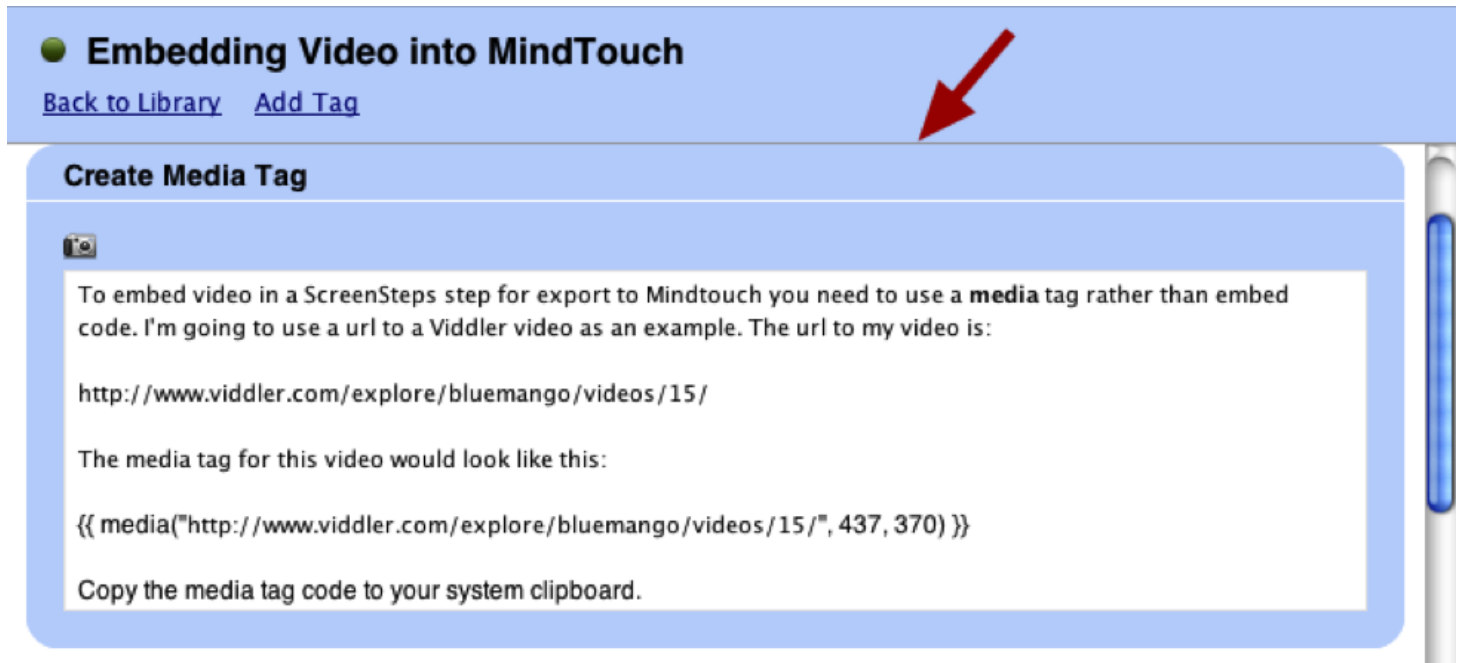 Embedding Video into MindTouch
Back to Library Add Tag
Create Media Tag
To embed video in a ScreenSteps step for export to Mindtouch you need to use a media tag rather than embed
code. I'm going to use a url to a Viddler video as an example. The url to my video is:
http://www.viddler.com/explore/bluemango/videos/15/
The media tag for this video would look like this:
{{ media("http://www.viddler.com/explore/bluemango/videos/15/", 437, 370) }}
Copy the media tag code to your system clipboard.